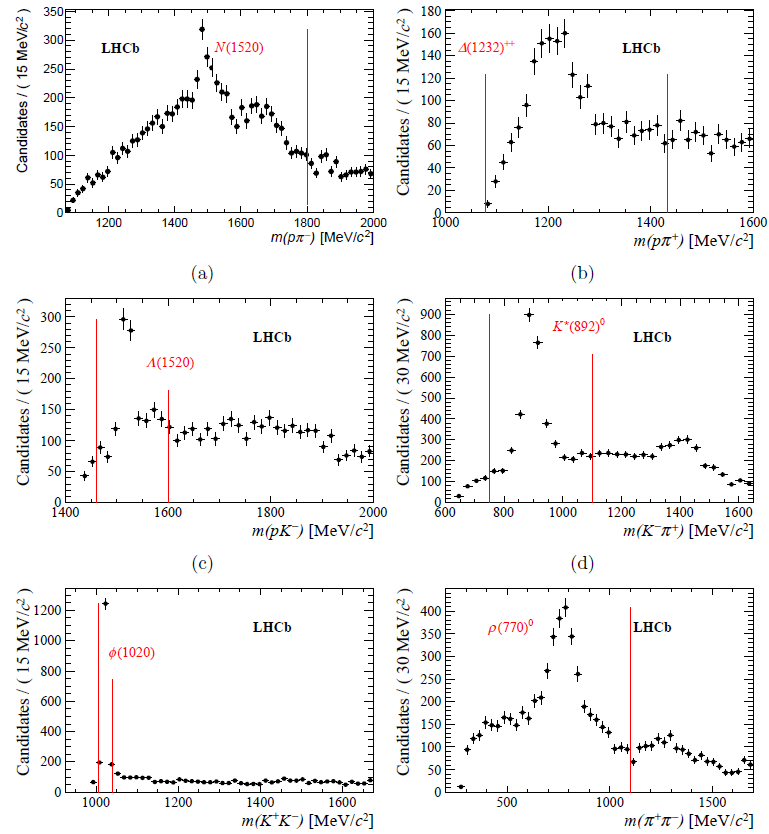 Candidates / ( 15 MeV/c² )
350
300
250
200
150
100
50
0
LHCb
N(1520)
1200 1400 1600 1800 2000
m(pπ⁻) [MeV/c²]
(a)
Candidates / ( 15 MeV/c² )
180
160
140
120
100
80
60
40
20
0
Δ(1232)⁺⁺
LHCb
1000 1200 1400 1600
m(pπ⁺) [MeV/c²]
(b)
Candidates / ( 15 MeV/c² )
300
250
200
150
100
50
0
LHCb
Λ(1520)
1400 1600 1800 2000
m(pK⁻) [MeV/c²]
(c)
Candidates / ( 30 MeV/c² )
900
800
700
600
500
400
300
200
100
0
K*(892)⁰
LHCb
600 800 1000 1200 1400 1600
m(K⁻π⁺) [MeV/c²]
(d)
Candidates / ( 15 MeV/c² )
1200
1000
800
600
400
200
0
LHCb
ϕ(1020)
1000 1200 1400 1600
m(K⁺K⁻) [MeV/c²]
Candidates / ( 30 MeV/c² )
400
350
300
250
200
150
100
50
0
ρ(770)⁰
LHCb
500 1000 1500
m(π⁺π⁻) [MeV/c²]